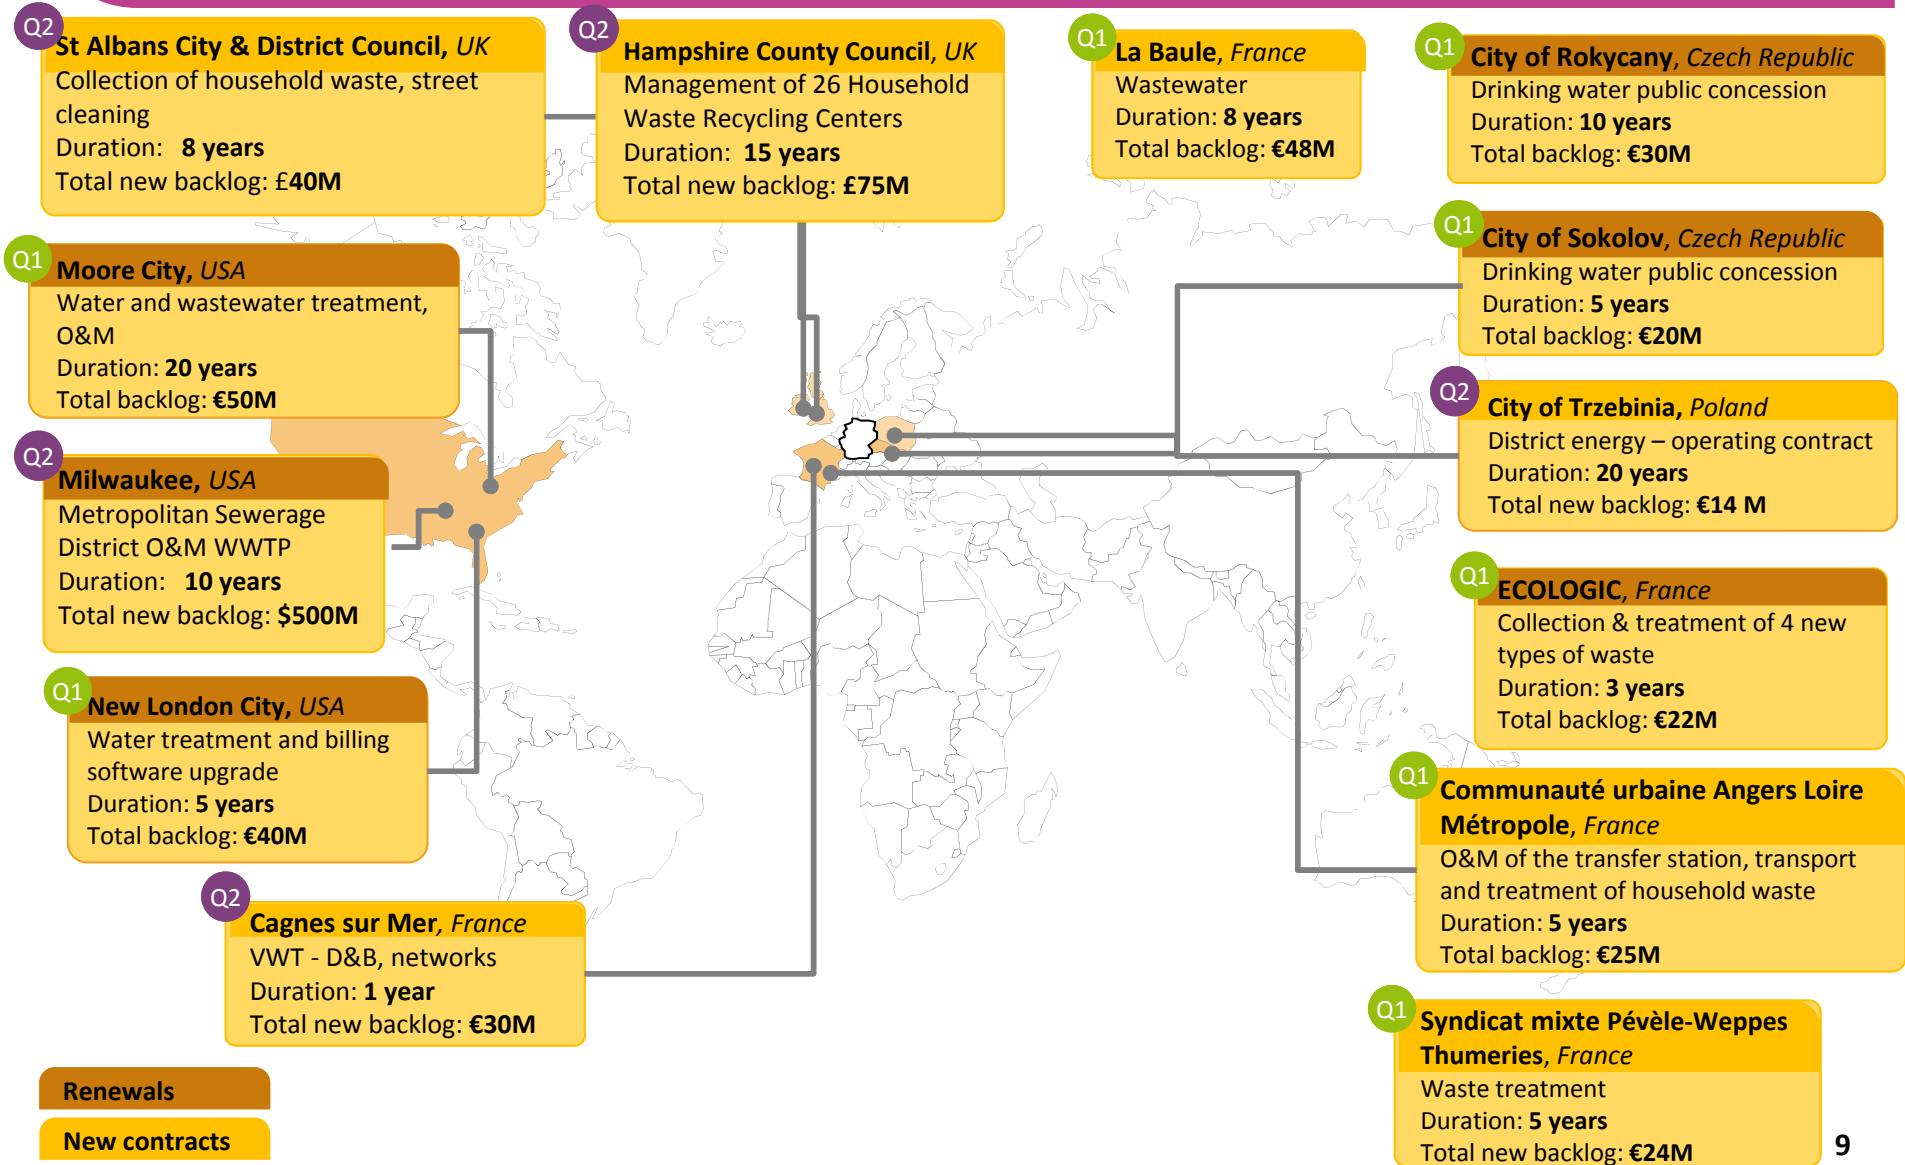 Q2
St Albans City & District Council, UK
Collection of household waste, street
cleaning
Duration: 8 years
Total new backlog: £40M
Q2
Hampshire County Council, UK
Management of 26 Household
Waste Recycling Centers
Duration: 15 years
Total new backlog: £75M
Q1
La Baule, France
Wastewater
Duration: 8 years
Total backlog: €48M
Q1
City of Rokycany, Czech Republic
Drinking water public concession
Duration: 10 years
Total backlog: €30M
Q1
Moore City, USA
Water and wastewater treatment,
O&M
Duration: 20 years
Total backlog: €50M
Q1
City of Sokolov, Czech Republic
Drinking water public concession
Duration: 5 years
Total backlog: €20M
Q2
City of Trzebinia, Poland
District energy – operating contract
Duration: 20 years
Total new backlog: €14 M
Q2
Milwaukee, USA
Metropolitan Sewerage
District O&M WWTP
Duration: 10 years
Total new backlog: $500M
Q1
ECOLOGIC, France
Collection & treatment of 4 new
types of waste
Duration: 3 years
Total backlog: €22M
Q1
New London City, USA
Water treatment and billing
software upgrade
Duration: 5 years
Total backlog: €40M
Q1
Communauté urbaine Angers Loire
Métropole, France
O&M of the transfer station, transport
and treatment of household waste
Duration: 5 years
Total backlog: €25M
Q2
Cagnes sur Mer, France
VWT - D&B, networks
Duration: 1 year
Total new backlog: €30M
Q1
Syndicat mixte Pévèle-Weppes
Thumeries, France
Waste treatment
Duration: 5 years
Total new backlog: €24M
Renewals
New contracts
9